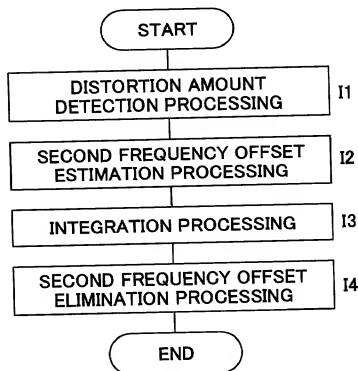 START
DISTORTION AMOUNT
DETECTION PROCESSING
I1
SECOND FREQUENCY OFFSET
ESTIMATION PROCESSING
I2
INTEGRATION PROCESSING
I3
SECOND FREQUENCY OFFSET
ELIMINATION PROCESSING
I4
END